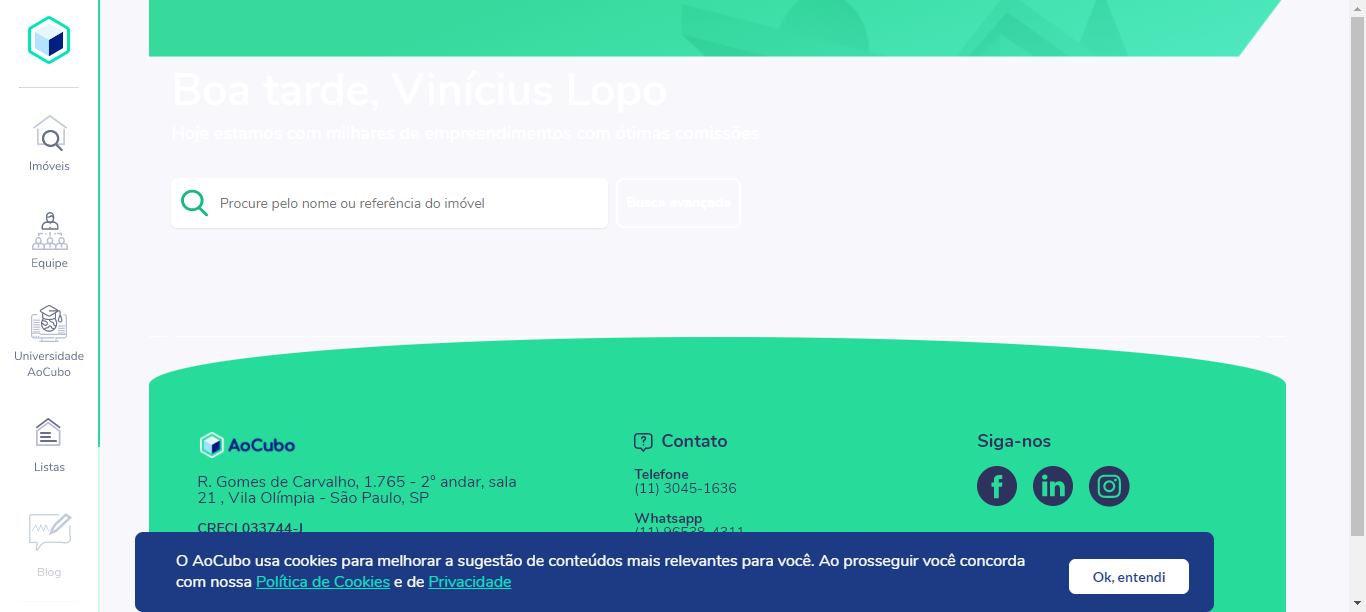 Imóveis
Equipe
Universidade
AoCubo
Listas
Blog
Boa tarde, Vinícius Lopo
Hoje estamos com milhares de empreendimentos com ótimas comissões
Procure pelo nome ou referência do imóvel
Busca avançada
AoCubo
R. Gomes de Carvalho, 1.765 - 2º andar, sala
21 , Vila Olímpia - São Paulo, SP
CRECI 033744-J
Contato
Telefone
(11) 3045-1636
Whatsapp
(11) 96538-4311
Siga-nos
O AoCubo usa cookies para melhorar a sugestão de conteúdos mais relevantes para você. Ao prosseguir você concorda
com nossa Política de Cookies e de Privacidade
Ok, entendi